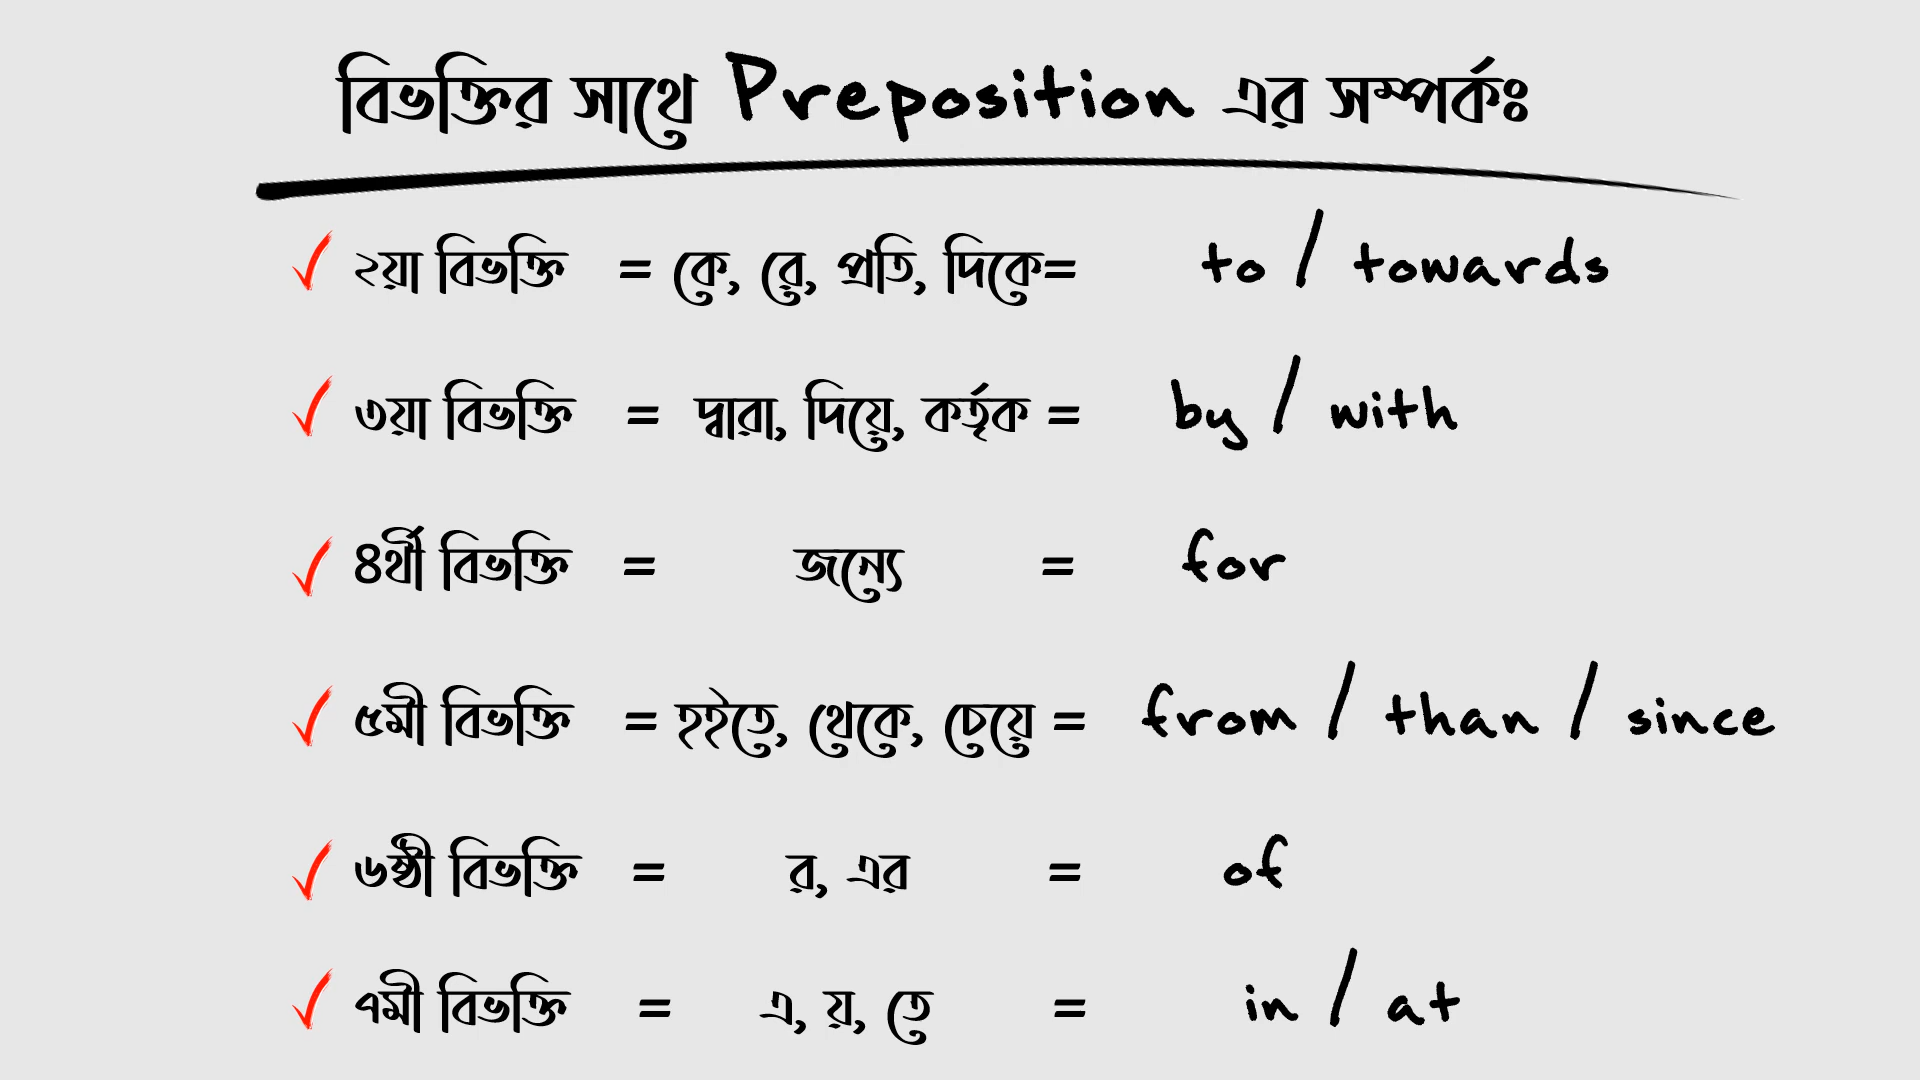 বিভক্তির সাথে Preposition এর সম্পর্কঃ
২য়া বিভক্তি = কে, রে, প্রতি, দিকে= to / towards
৩য়া বিভক্তি = দ্বারা, দিয়ে, কর্তৃক = by / with
৪র্থী বিভক্তি = জন্যে = for
৫মী বিভক্তি = হইতে, থেকে, চেয়ে = from / than / since
৬ষ্ঠী বিভক্তি = র, এর = of
৭মী বিভক্তি = এ, য়, তে = in / at